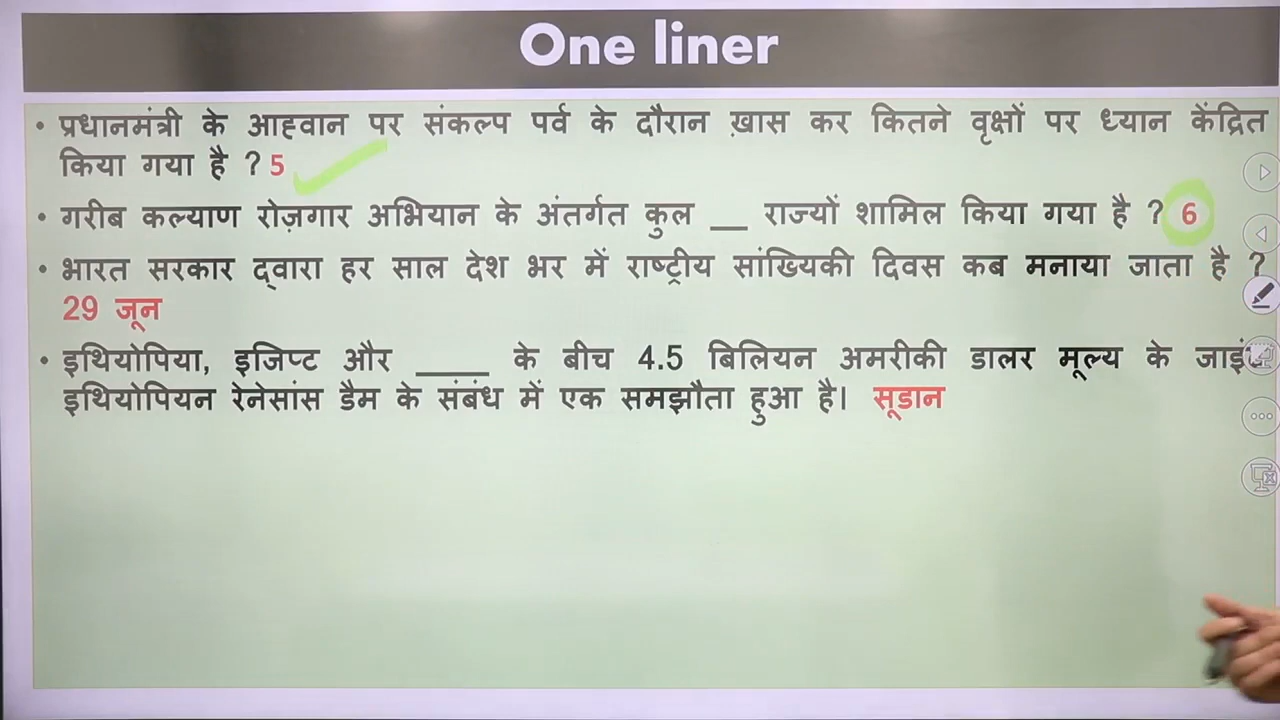 One liner
• प्रधानमंत्री के आह्वान पर संकल्प पर्व के दौरान ख़ास कर कितने वृक्षों पर ध्यान केंद्रित
किया गया है ? 5
• गरीब कल्याण रोज़गार अभियान के अंतर्गत कुल __ राज्यों शामिल किया गया है ? 6
• भारत सरकार द्वारा हर साल देश भर में राष्ट्रीय सांख्यिकी दिवस कब मनाया जाता है ?
29 जून
• इथियोपिया, इजिप्ट और ____ के बीच 4.5 बिलियन अमरीकी डालर मूल्य के
इथियोपियन रेनेसांस डैम के संबंध में एक समझौता हुआ है। सूडान